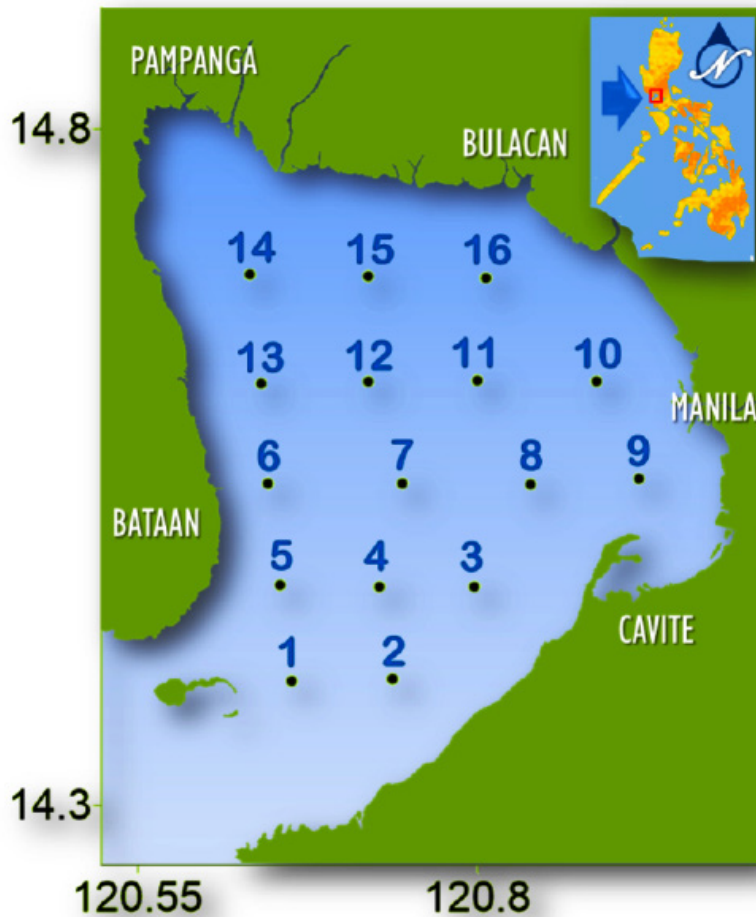 PAMPANGA
N
14.8
BULACAN
14 15 16
13 12 11 10
MANILA
6 7 8 9
BATAAN
5 4 3
CAVITE
1 2
14.3
120.55 120.8